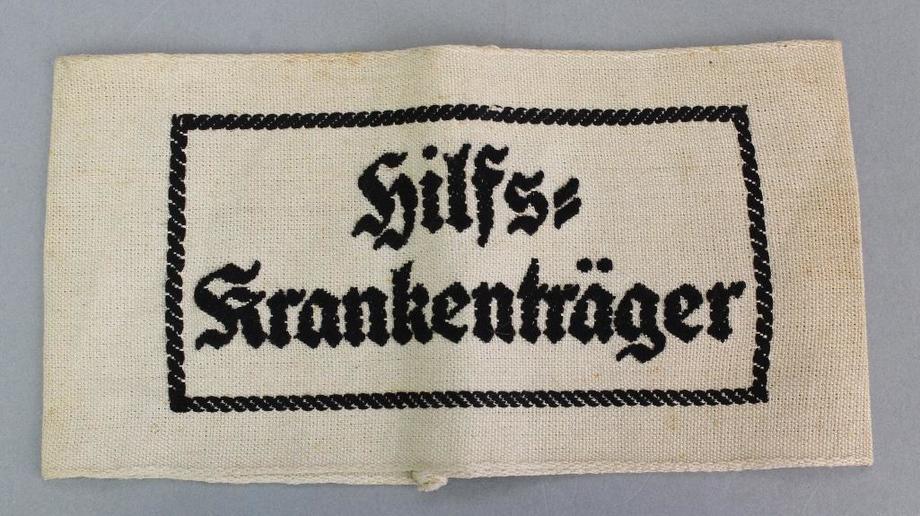 Hilfs=
Krankenträger